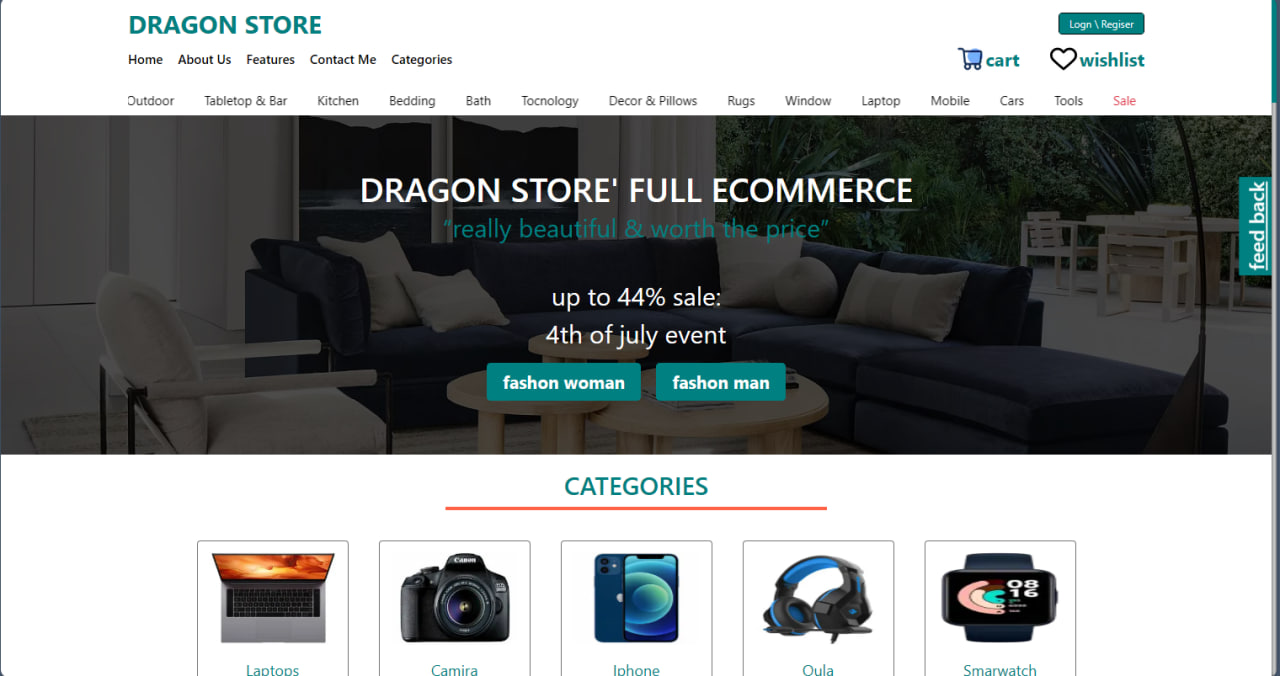 DRAGON STORE
Logn \ Regiser
Home About Us Features Contact Me Categories
cart wishlist
Outdoor Tabletop & Bar Kitchen Bedding Bath Tocnology Decor & Pillows Rugs Window Laptop Mobile Cars Tools Sale
DRAGON STORE' FULL ECOMMERCE
“really beautiful & worth the price”
feed back
up to 44% sale:
4th of july event
fashon woman fashon man
CATEGORIES
Canon
08
16
Laptops Camira Iphone Oula Smarwatch